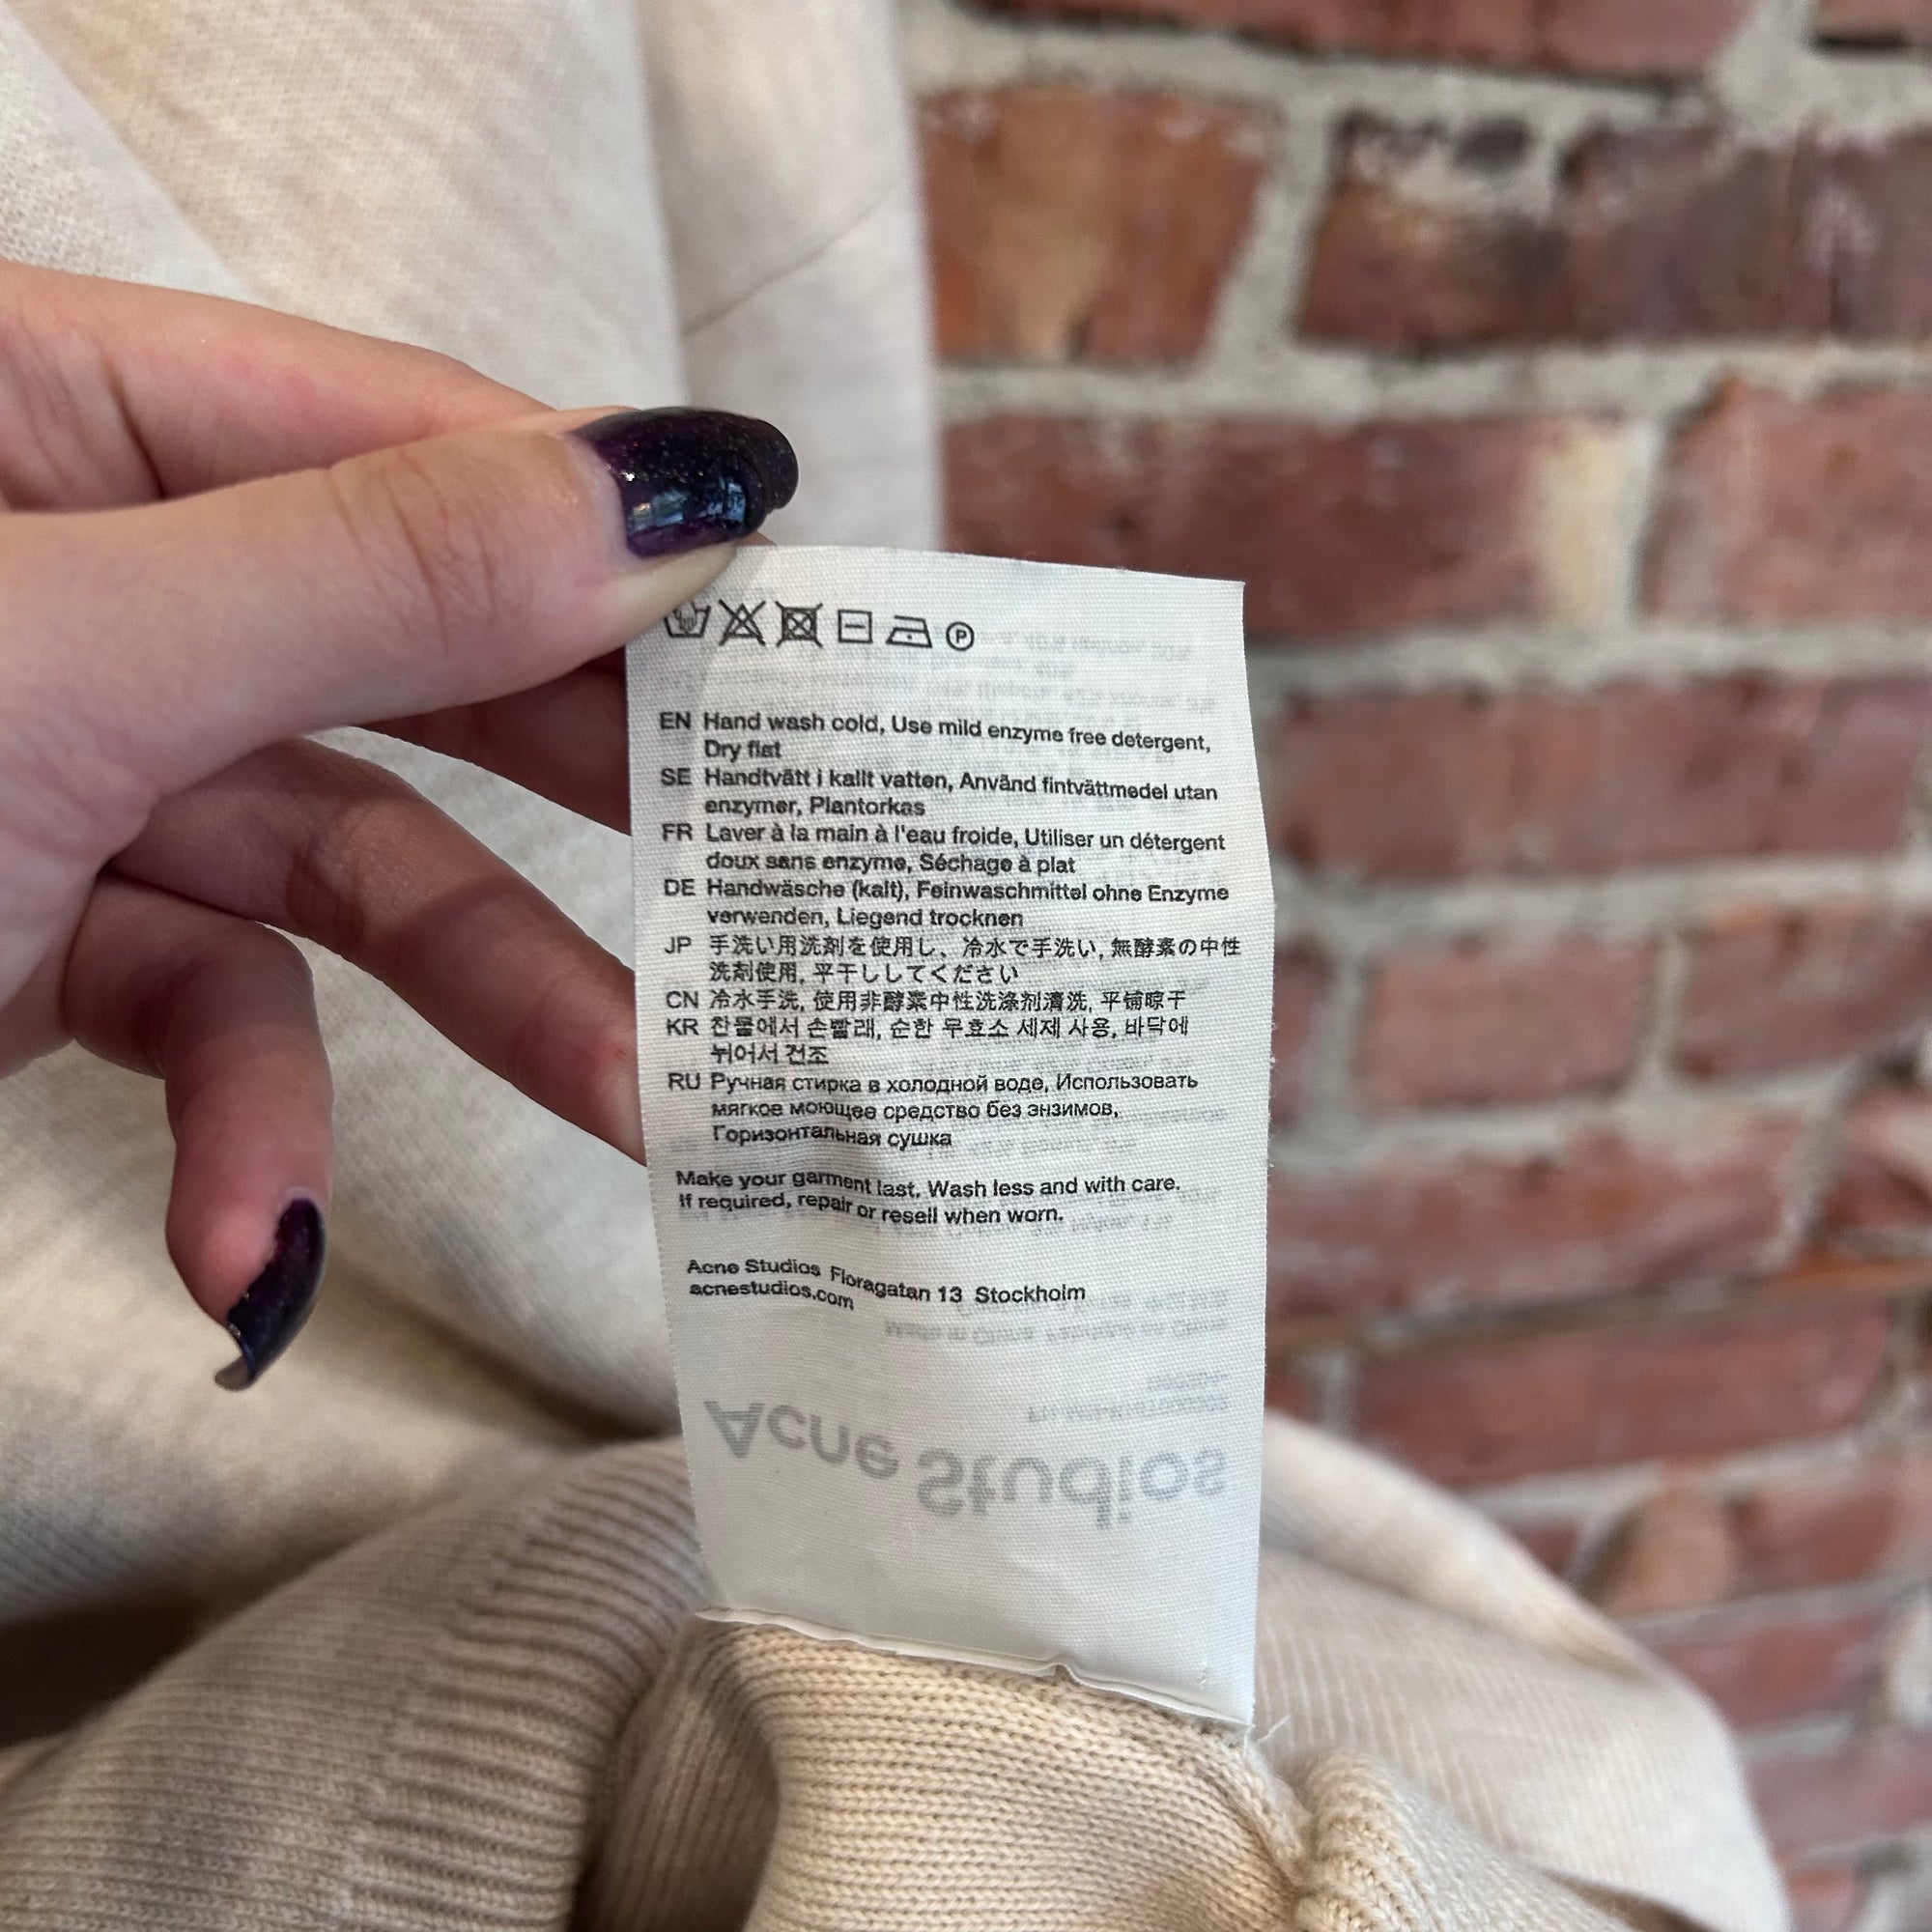 P
EN Hand wash cold, Use mild enzyme free detergent,
Dry flat
SE Handtvätt i kallt vatten, Använd fintvättmedel utan
enzymer, Plantorkas
FR Laver à la main à l'eau froide, Utiliser un détergent
doux sans enzyme, Séchage à plat
DE Handwäsche (kalt), Feinwaschmittel ohne Enzyme
verwenden, Liegend trocknen
JP 手洗い用洗剤を使用し、冷水で手洗い, 無酵素の中性
洗剤使用, 平干ししてください
CN 冷水手洗, 使用非酵素中性洗涤剂清洗, 平铺晾干
KR 찬물에서 손빨래, 순한 무효소 세제 사용, 바닥에
뉘어서 건조
RU Ручная стирка в холодной воде, Использовать
мягкое моющее средство без энзимов,
Горизонтальная сушка
Make your garment last. Wash less and with care.
If required, repair or resell when worn.
Acne Studios Floragatan 13 Stockholm
acnestudios.com
Made in China
Acne Studios